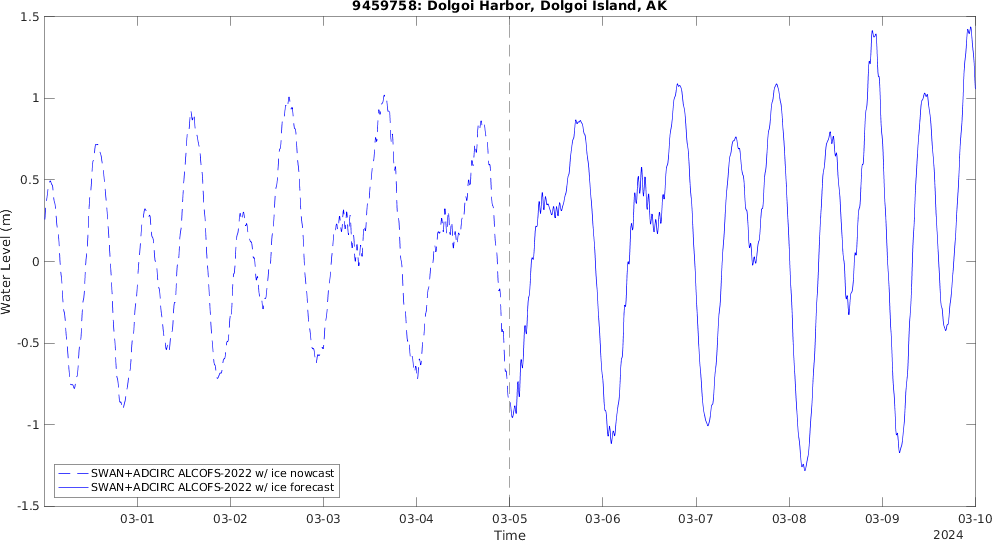 9459758: Dolgoi Harbor, Dolgoi Island, AK
1.5
1
0.5
0
-0.5
-1
-1.5
Water Level (m)
SWAN+ADCIRC ALCOFS-2022 w/ ice nowcast
SWAN+ADCIRC ALCOFS-2022 w/ ice forecast
03-01 03-02 03-03 03-04 03-05 03-06 03-07 03-08 03-09 03-10
Time
2024